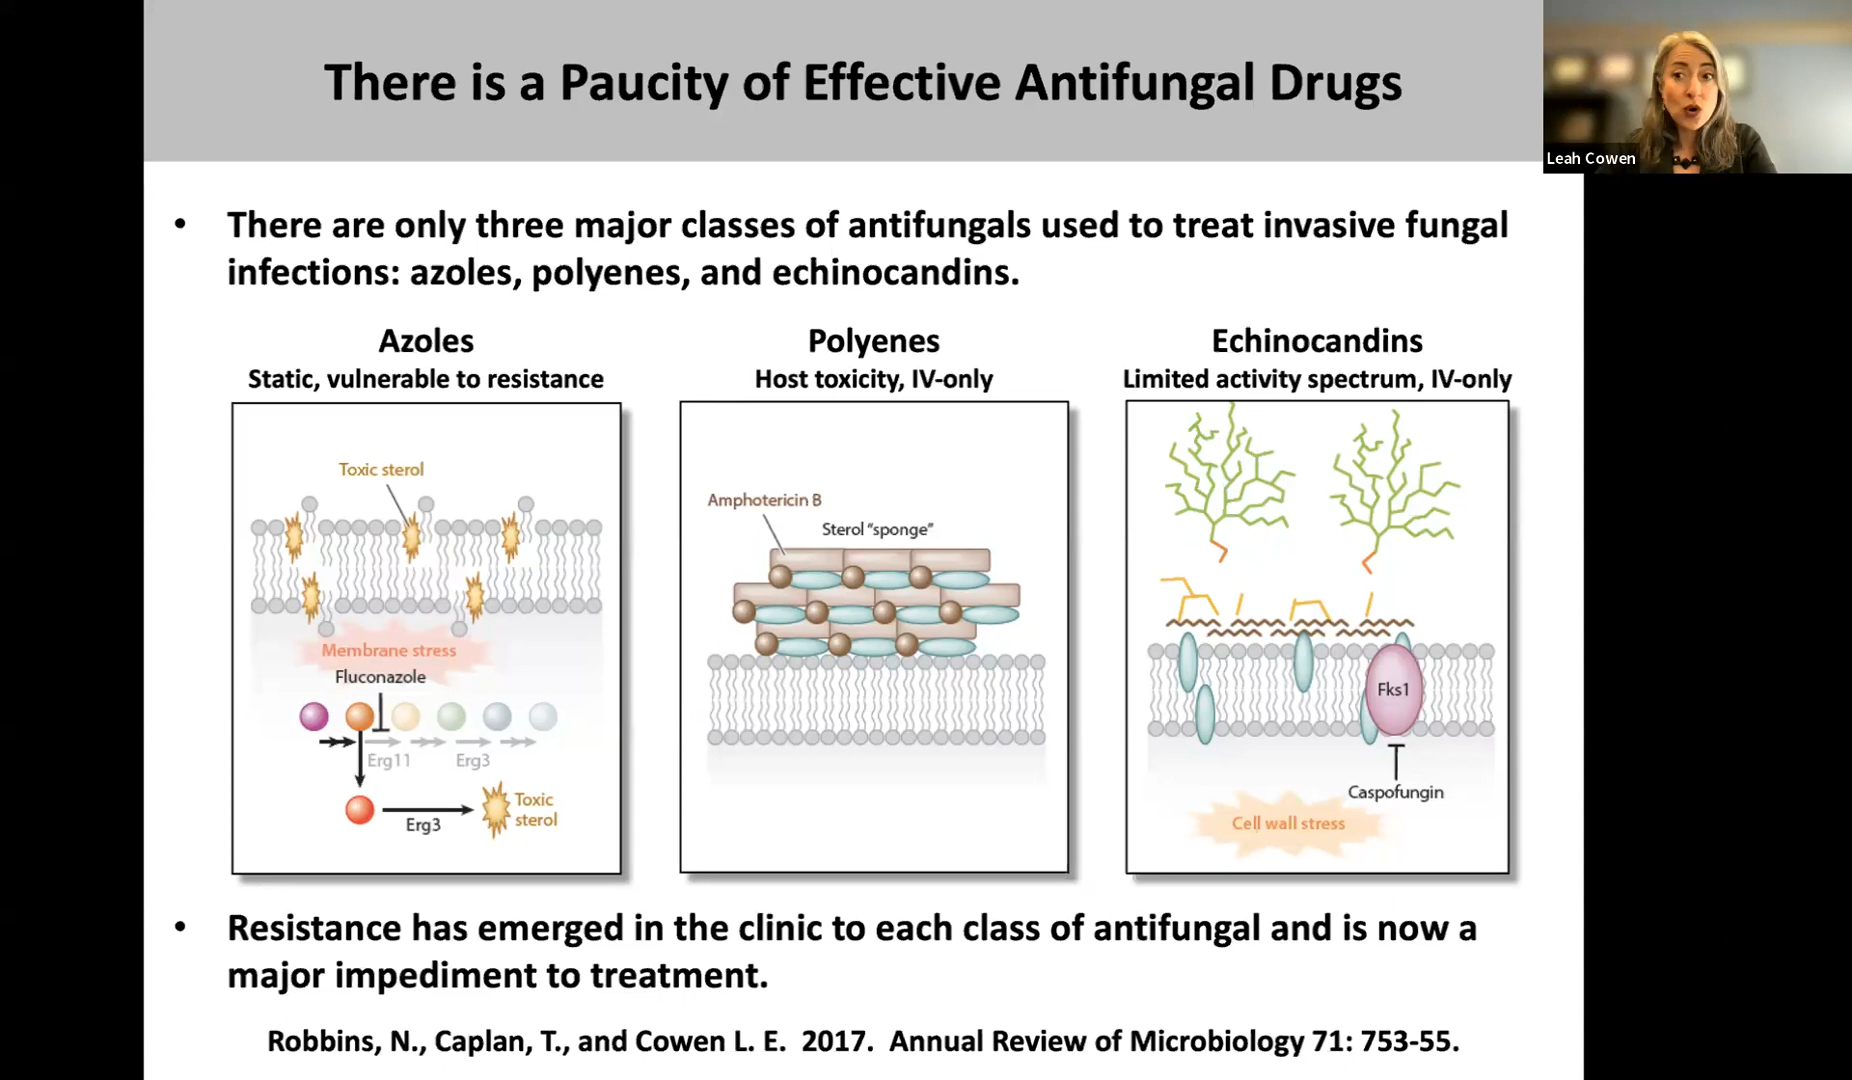 There is a Paucity of Effective Antifungal Drugs
Leah Cowen
• There are only three major classes of antifungals used to treat invasive fungal
infections: azoles, polyenes, and echinocandins.
Azoles
Static, vulnerable to resistance
Toxic sterol
Membrane stress
Fluconazole
Erg11
Erg3
Erg3
Toxic
sterol
Polyenes
Host toxicity, IV-only
Amphotericin B
Sterol “sponge”
Echinocandins
Limited activity spectrum, IV-only
Fks1
Caspofungin
Cell wall stress
• Resistance has emerged in the clinic to each class of antifungal and is now a
major impediment to treatment.
Robbins, N., Caplan, T., and Cowen L. E. 2017. Annual Review of Microbiology 71: 753-55.